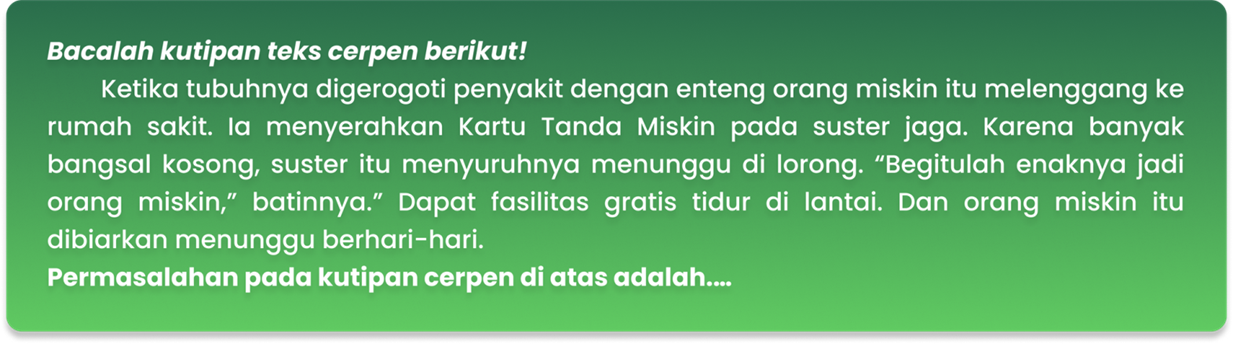 Bacalah kutipan teks cerpen berikut!
Ketika tubuhnya digerogoti penyakit dengan enteng orang miskin itu melenggang ke
rumah sakit. Ia menyerahkan Kartu Tanda Miskin pada suster jaga. Karena banyak
bangsal kosong, suster itu menyuruhnya menunggu di lorong. “Begitulah enaknya jadi
orang miskin,” batinnya.” Dapat fasilitas gratis tidur di lantai. Dan orang miskin itu
dibiarkan menunggu berhari-hari.
Permasalahan pada kutipan cerpen di atas adalah....